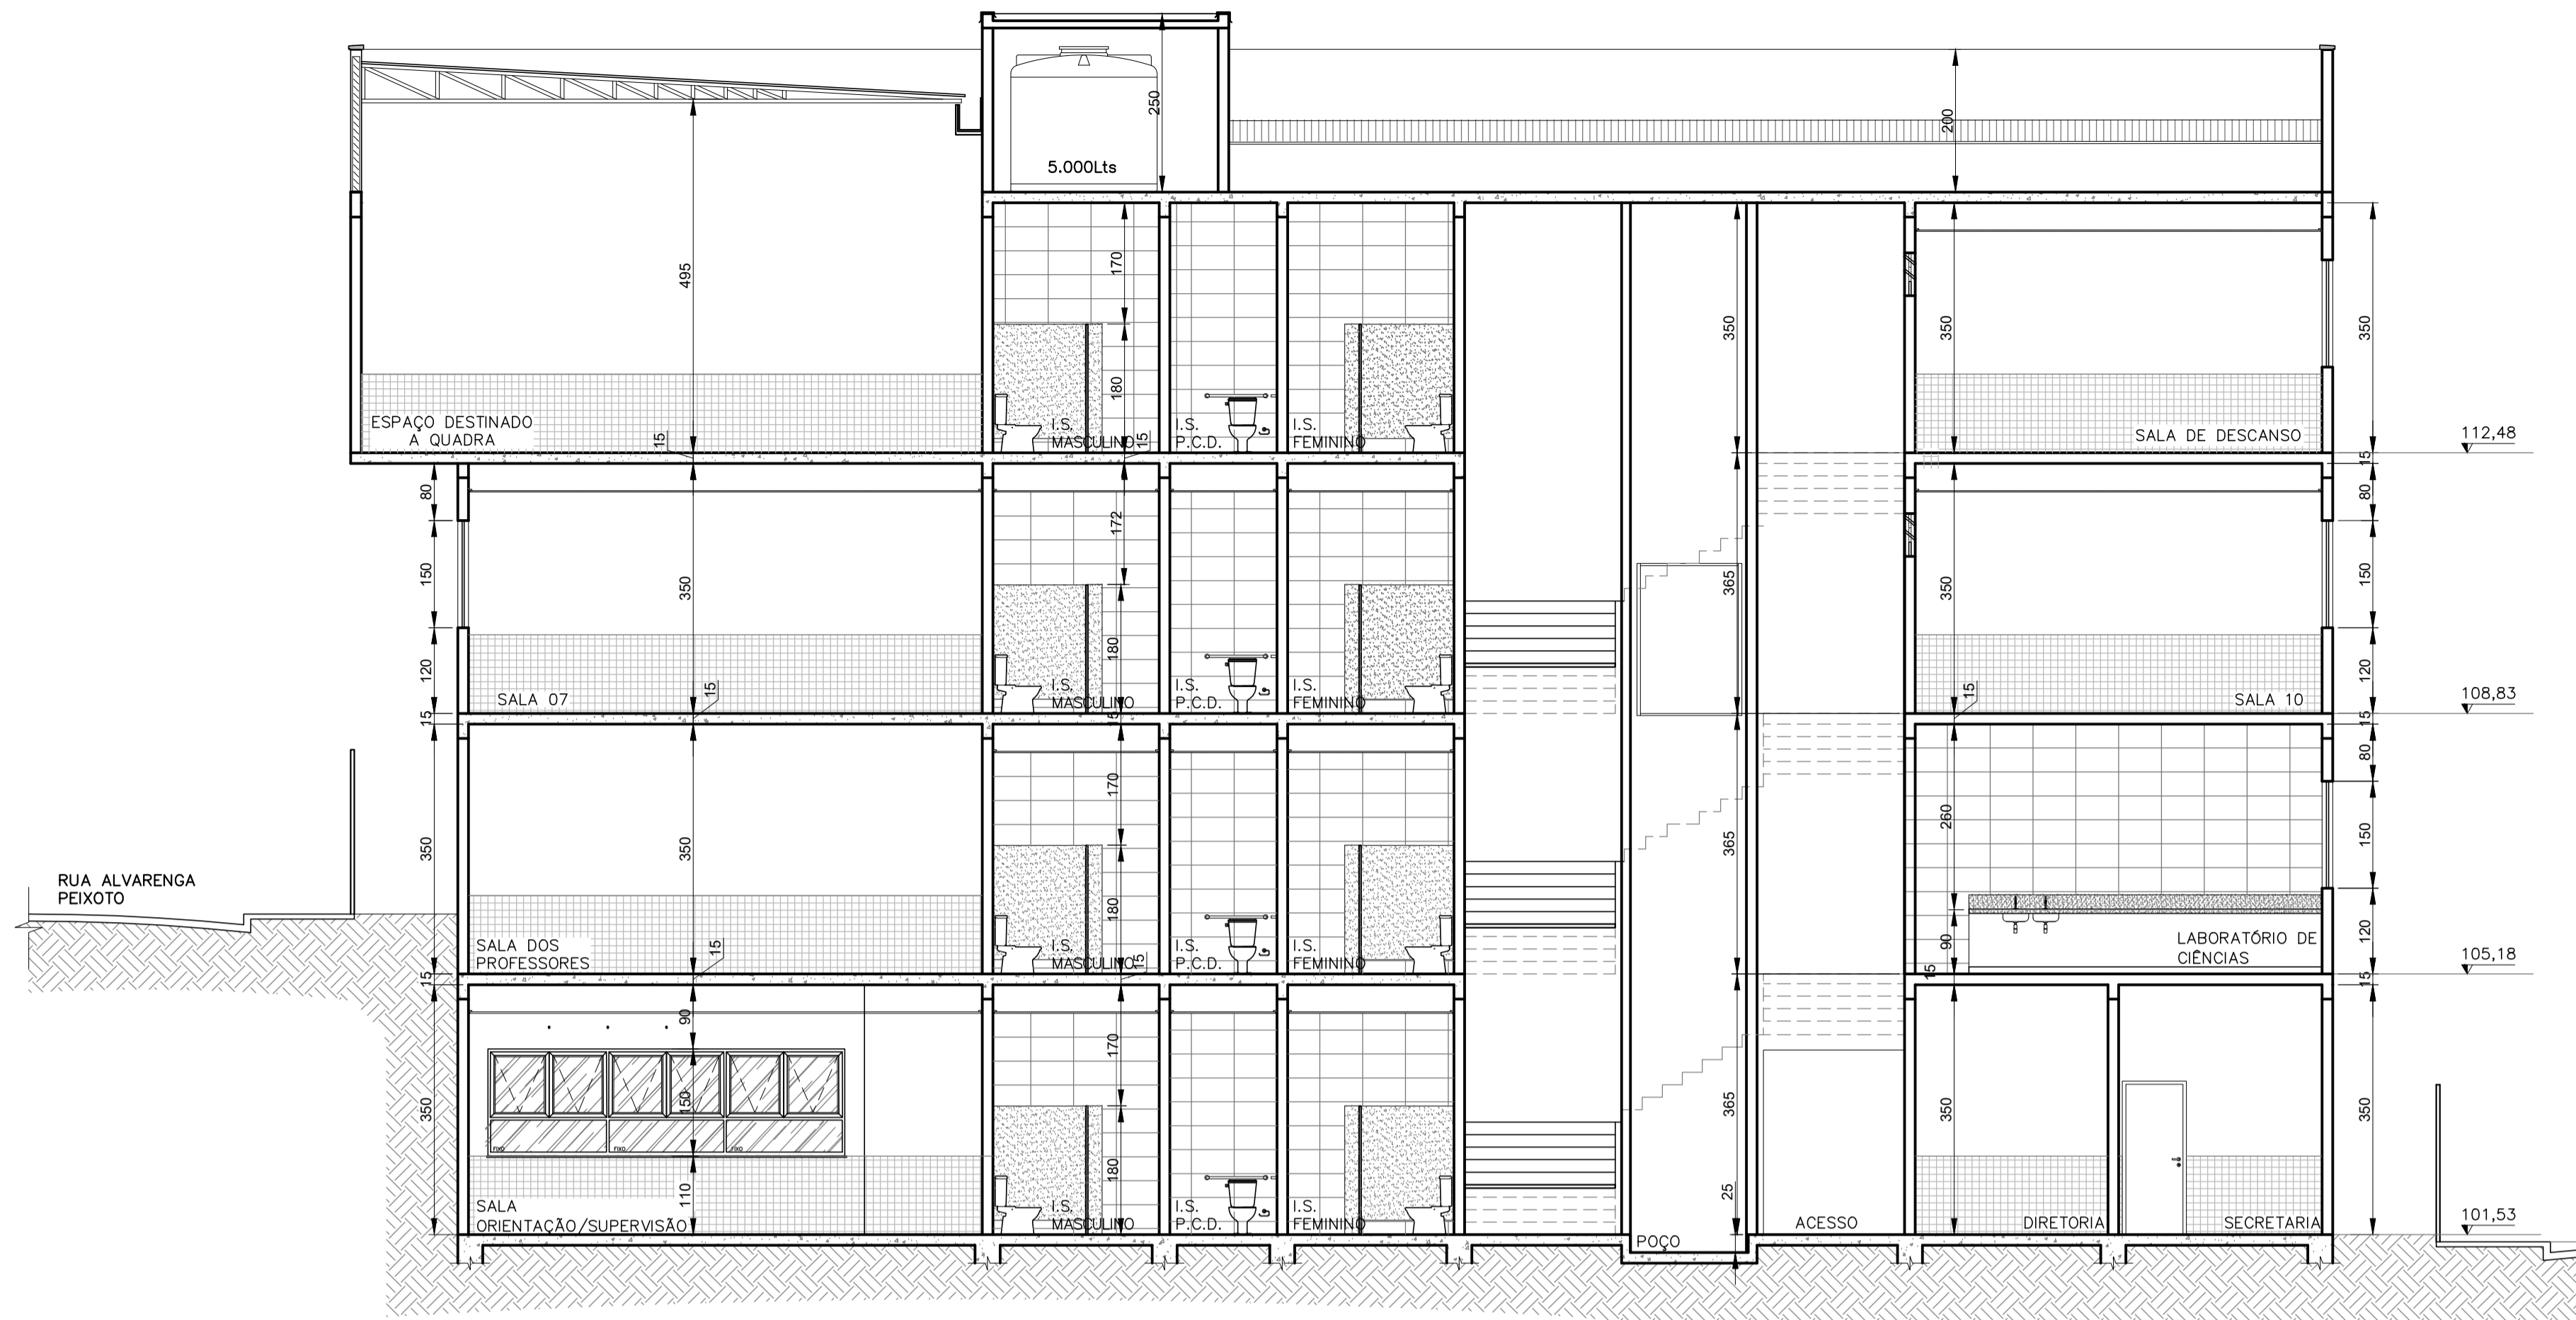 250
200
5.000Lts
495
170
180
350
350
350
ESPAÇO DESTINADO
A QUADRA
15
I.S.
MASCULINO
15
I.S.
P.C.D.
I.S.
FEMININO
SALA DE DESCANSO
112,48
15
80
150
120
350
172
180
365
350
80
150
120
SALA 07
15
I.S.
MASCULINO
I.S.
P.C.D.
I.S.
FEMININO
15
SALA 10
108,83
15
15
15
350
350
170
180
365
260
90
80
150
120
RUA ALVARENGA
PEIXOTO
SALA DOS
PROFESSORES
15
I.S.
MASCULINO
15
I.S.
P.C.D.
I.S.
FEMININO
LABORATÓRIO DE
CIÊNCIAS
105,18
15
15
15
350
90
150
110
FIXO
FIXO
FIXO
170
180
365
25
350
350
SALA
ORIENTAÇÃO/SUPERVISÃO
I.S.
MASCULINO
I.S.
P.C.D.
I.S.
FEMININO
POÇO
ACESSO
DIRETORIA
SECRETARIA
101,53